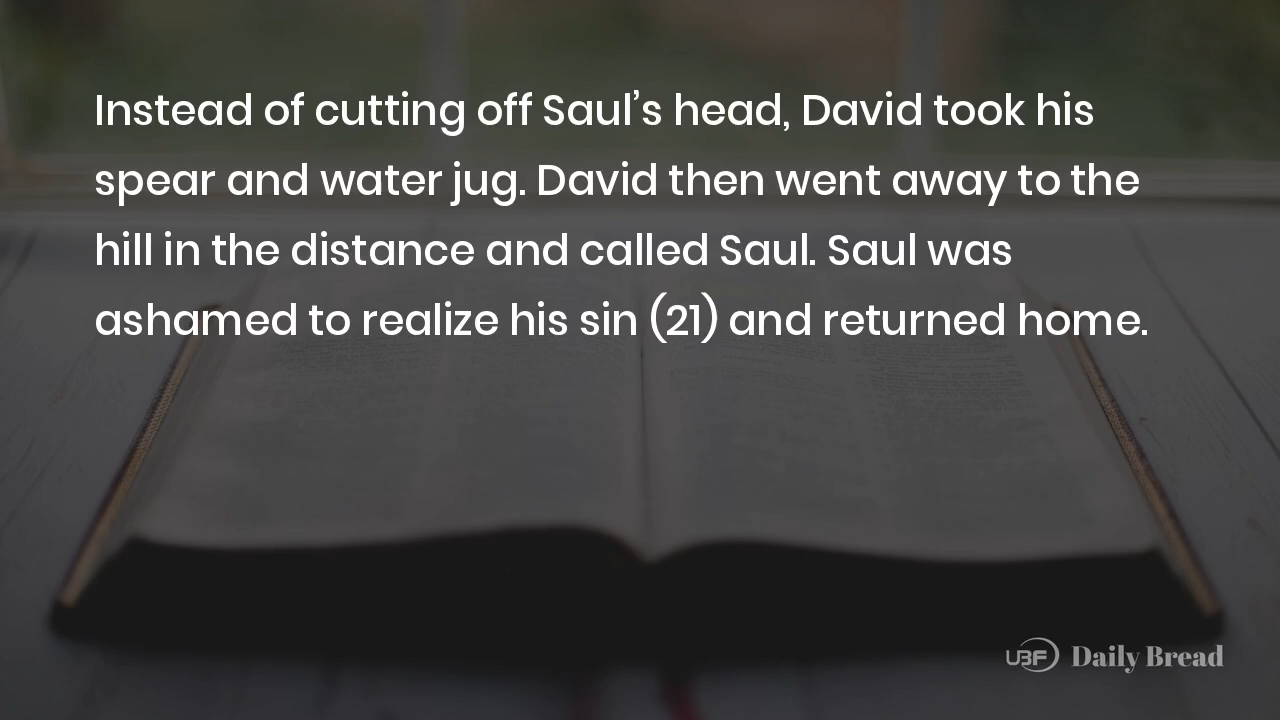 Instead of cutting off Saul’s head, David took his
spear and water jug. David then went away to the
hill in the distance and called Saul. Saul was
ashamed to realize his sin (21) and returned home.
UBF Daily Bread